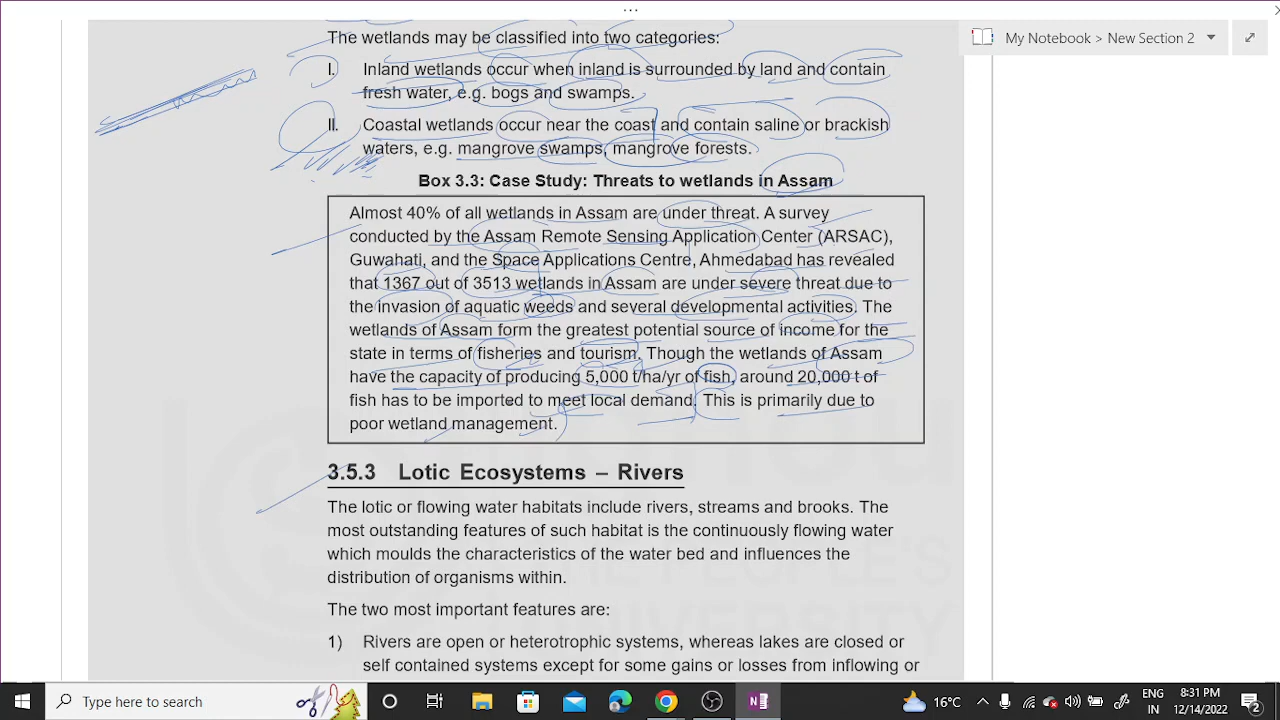 ...
My Notebook > New Section 2
The wetlands may be classified into two categories:
I. Inland wetlands occur when inland is surrounded by land and contain
fresh water, e.g. bogs and swamps.
II. Coastal wetlands occur near the coast and contain saline or brackish
waters, e.g. mangrove swamps, mangrove forests.
Box 3.3: Case Study: Threats to wetlands in Assam
Almost 40% of all wetlands in Assam are under threat. A survey
conducted by the Assam Remote Sensing Application Center (ARSAC),
Guwahati, and the Space Applications Centre, Ahmedabad has revealed
that 1367 out of 3513 wetlands in Assam are under severe threat due to
the invasion of aquatic weeds and several developmental activities. The
wetlands of Assam form the greatest potential source of income for the
state in terms of fisheries and tourism. Though the wetlands of Assam
have the capacity of producing 5,000 t/ha/yr of fish, around 20,000 t of
fish has to be imported to meet local demand. This is primarily due to
poor wetland management.
3.5.3 Lotic Ecosystems – Rivers
The lotic or flowing water habitats include rivers, streams and brooks. The
most outstanding features of such habitat is the continuously flowing water
which moulds the characteristics of the water bed and influences the
distribution of organisms within.
The two most important features are:
1) Rivers are open or heterotrophic systems, whereas lakes are closed or
self contained systems except for some gains or losses from inflowing or
THE PEOPLE'S
UNIVERSITY
Type here to search
16°C
ENG
IN
8:31 PM
12/14/2022
2